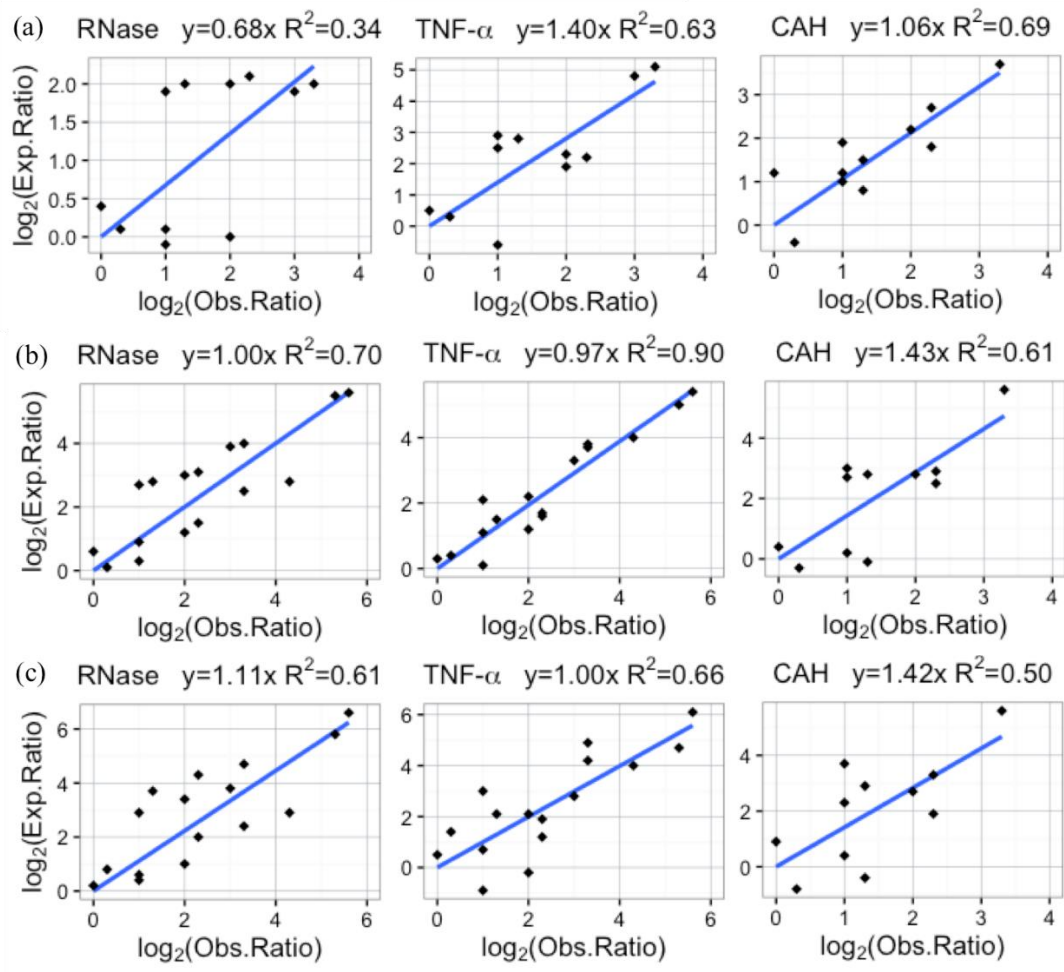 (a) RNase y=0.68x R²=0.34 TNF-α y=1.40x R²=0.63 CAH y=1.06x R²=0.69
log₂(Exp.Ratio)
2.0
1.5
1.0
0.5
0.0
0 1 2 3 4
log₂(Obs.Ratio)
5
4
3
2
1
0
0 1 2 3 4
log₂(Obs.Ratio)
3
2
1
0
0 1 2 3 4
log₂(Obs.Ratio)
(b) RNase y=1.00x R²=0.70 TNF-α y=0.97x R²=0.90 CAH y=1.43x R²=0.61
log₂(Exp.Ratio)
4
2
0
0 2 4 6
log₂(Obs.Ratio)
4
2
0
0 2 4 6
log₂(Obs.Ratio)
4
2
0
0 1 2 3 4
log₂(Obs.Ratio)
(c) RNase y=1.11x R²=0.61 TNF-α y=1.00x R²=0.66 CAH y=1.42x R²=0.50
log₂(Exp.Ratio)
6
4
2
0
0 2 4 6
log₂(Obs.Ratio)
6
4
2
0
0 2 4 6
log₂(Obs.Ratio)
4
2
0
0 1 2 3 4
log₂(Obs.Ratio)